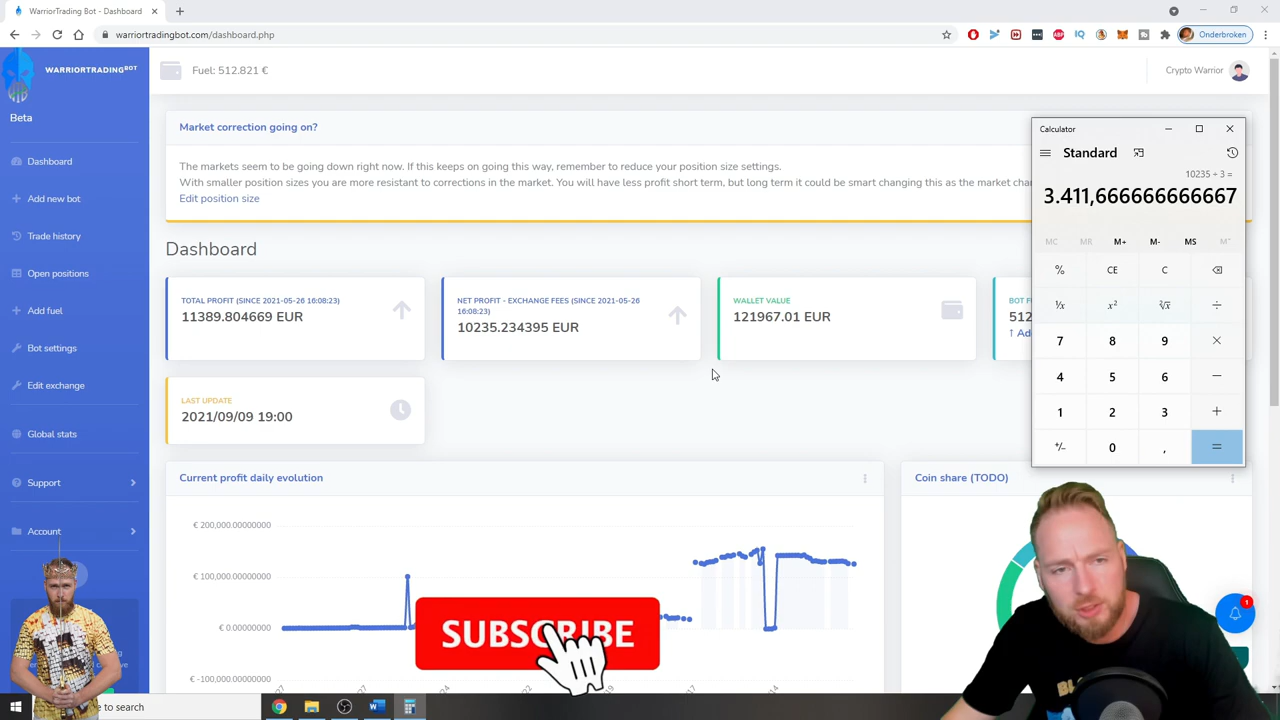 WarriorTrading Bot - Dashboard
warriortradingbot.com/dashboard.php
ABP
IQ
Onderbroken
WARRIORTRADINGBOT
Beta
Dashboard
Add new bot
Trade history
Open positions
Add fuel
Bot settings
Edit exchange
Global stats
Support
Account
Fuel: 512.821 €
Crypto Warrior
Market correction going on?
The markets seem to be going down right now. If this keeps on going this way, remember to reduce your position size settings.
With smaller position sizes you are more resistant to corrections in the market. You will have less profit short term, but long term it could be smart changing this as the market
Edit position size
Dashboard
TOTAL PROFIT (SINCE 2021-05-26 16:08:23)
11389.804669 EUR
NET PROFIT - EXCHANGE FEES (SINCE 2021-05-26
16:08:23)
10235.234395 EUR
WALLET VALUE
121967.01 EUR
BOT
512
LAST UPDATE
2021/09/09 19:00
Current profit daily evolution
€ 200,000.00000000
€ 100,000.00000000
€ 0.00000000
€ -100,000.00000000
Coin share (TODO)
Calculator
Standard
10235 ÷ 3 =
3.411,666666666667
MC MR M+ M- MS M˅
% CE C ⌫
¹/x x² ²√x ÷
7 8 9 ×
4 5 6 −
1 2 3 +
+/- 0 , =
SUBSCRIBE
1
to search